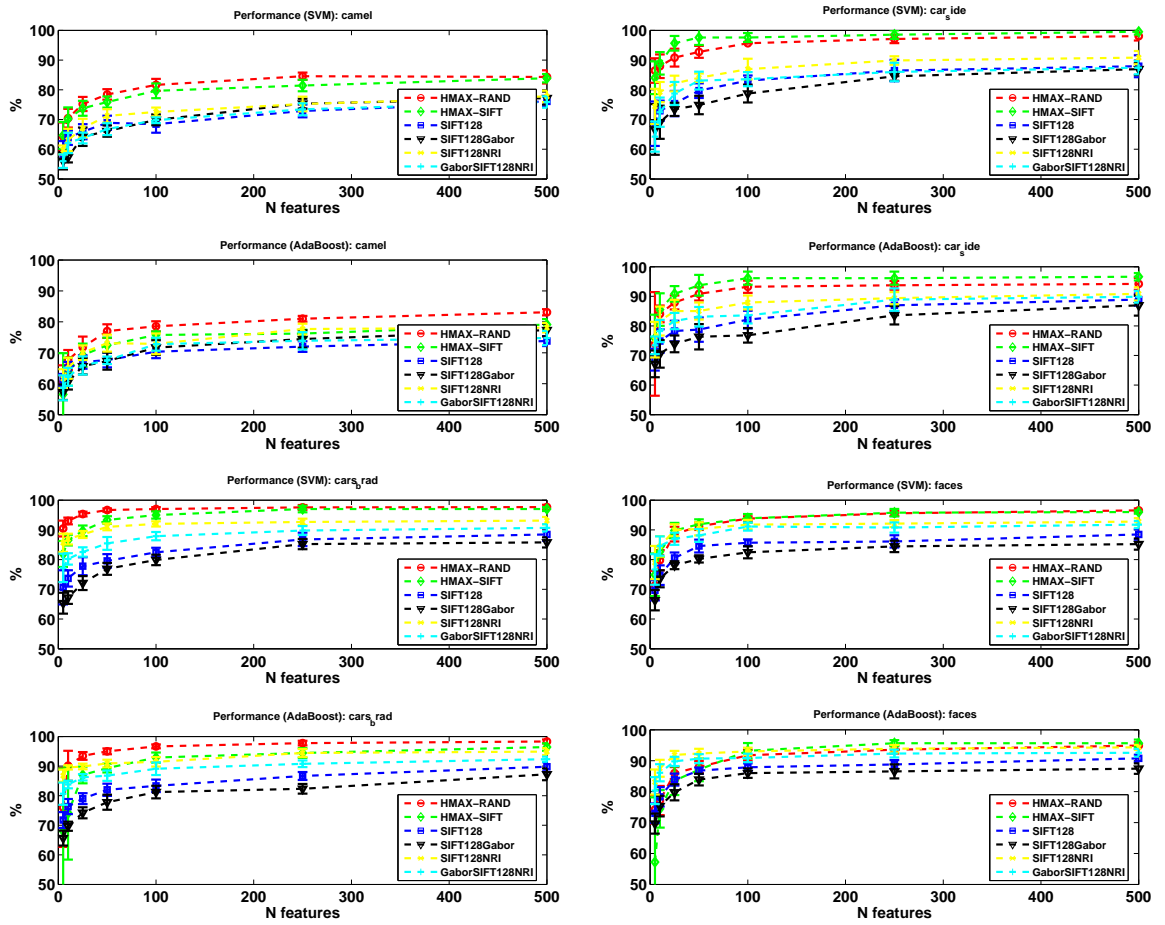 Performance (SVM): camel
100
90
80
70
60
50
%
0 100 200 300 400 500
N features
HMAX−RAND
HMAX−SIFT
SIFT128
SIFT128Gabor
SIFT128NRI
GaborSIFT128NRI
Performance (SVM): car_side
100
90
80
70
60
50
%
0 100 200 300 400 500
N features
HMAX−RAND
HMAX−SIFT
SIFT128
SIFT128Gabor
SIFT128NRI
GaborSIFT128NRI
Performance (AdaBoost): camel
100
90
80
70
60
50
%
0 100 200 300 400 500
N features
HMAX−RAND
HMAX−SIFT
SIFT128
SIFT128Gabor
SIFT128NRI
GaborSIFT128NRI
Performance (AdaBoost): car_side
100
90
80
70
60
50
%
0 100 200 300 400 500
N features
HMAX−RAND
HMAX−SIFT
SIFT128
SIFT128Gabor
SIFT128NRI
GaborSIFT128NRI
Performance (SVM): cars_brad
100
90
80
70
60
50
%
0 100 200 300 400 500
N features
HMAX−RAND
HMAX−SIFT
SIFT128
SIFT128Gabor
SIFT128NRI
GaborSIFT128NRI
Performance (SVM): faces
100
90
80
70
60
50
%
0 100 200 300 400 500
N features
HMAX−RAND
HMAX−SIFT
SIFT128
SIFT128Gabor
SIFT128NRI
GaborSIFT128NRI
Performance (AdaBoost): cars_brad
100
90
80
70
60
50
%
0 100 200 300 400 500
N features
HMAX−RAND
HMAX−SIFT
SIFT128
SIFT128Gabor
SIFT128NRI
GaborSIFT128NRI
Performance (AdaBoost): faces
100
90
80
70
60
50
%
0 100 200 300 400 500
N features
HMAX−RAND
HMAX−SIFT
SIFT128
SIFT128Gabor
SIFT128NRI
GaborSIFT128NRI